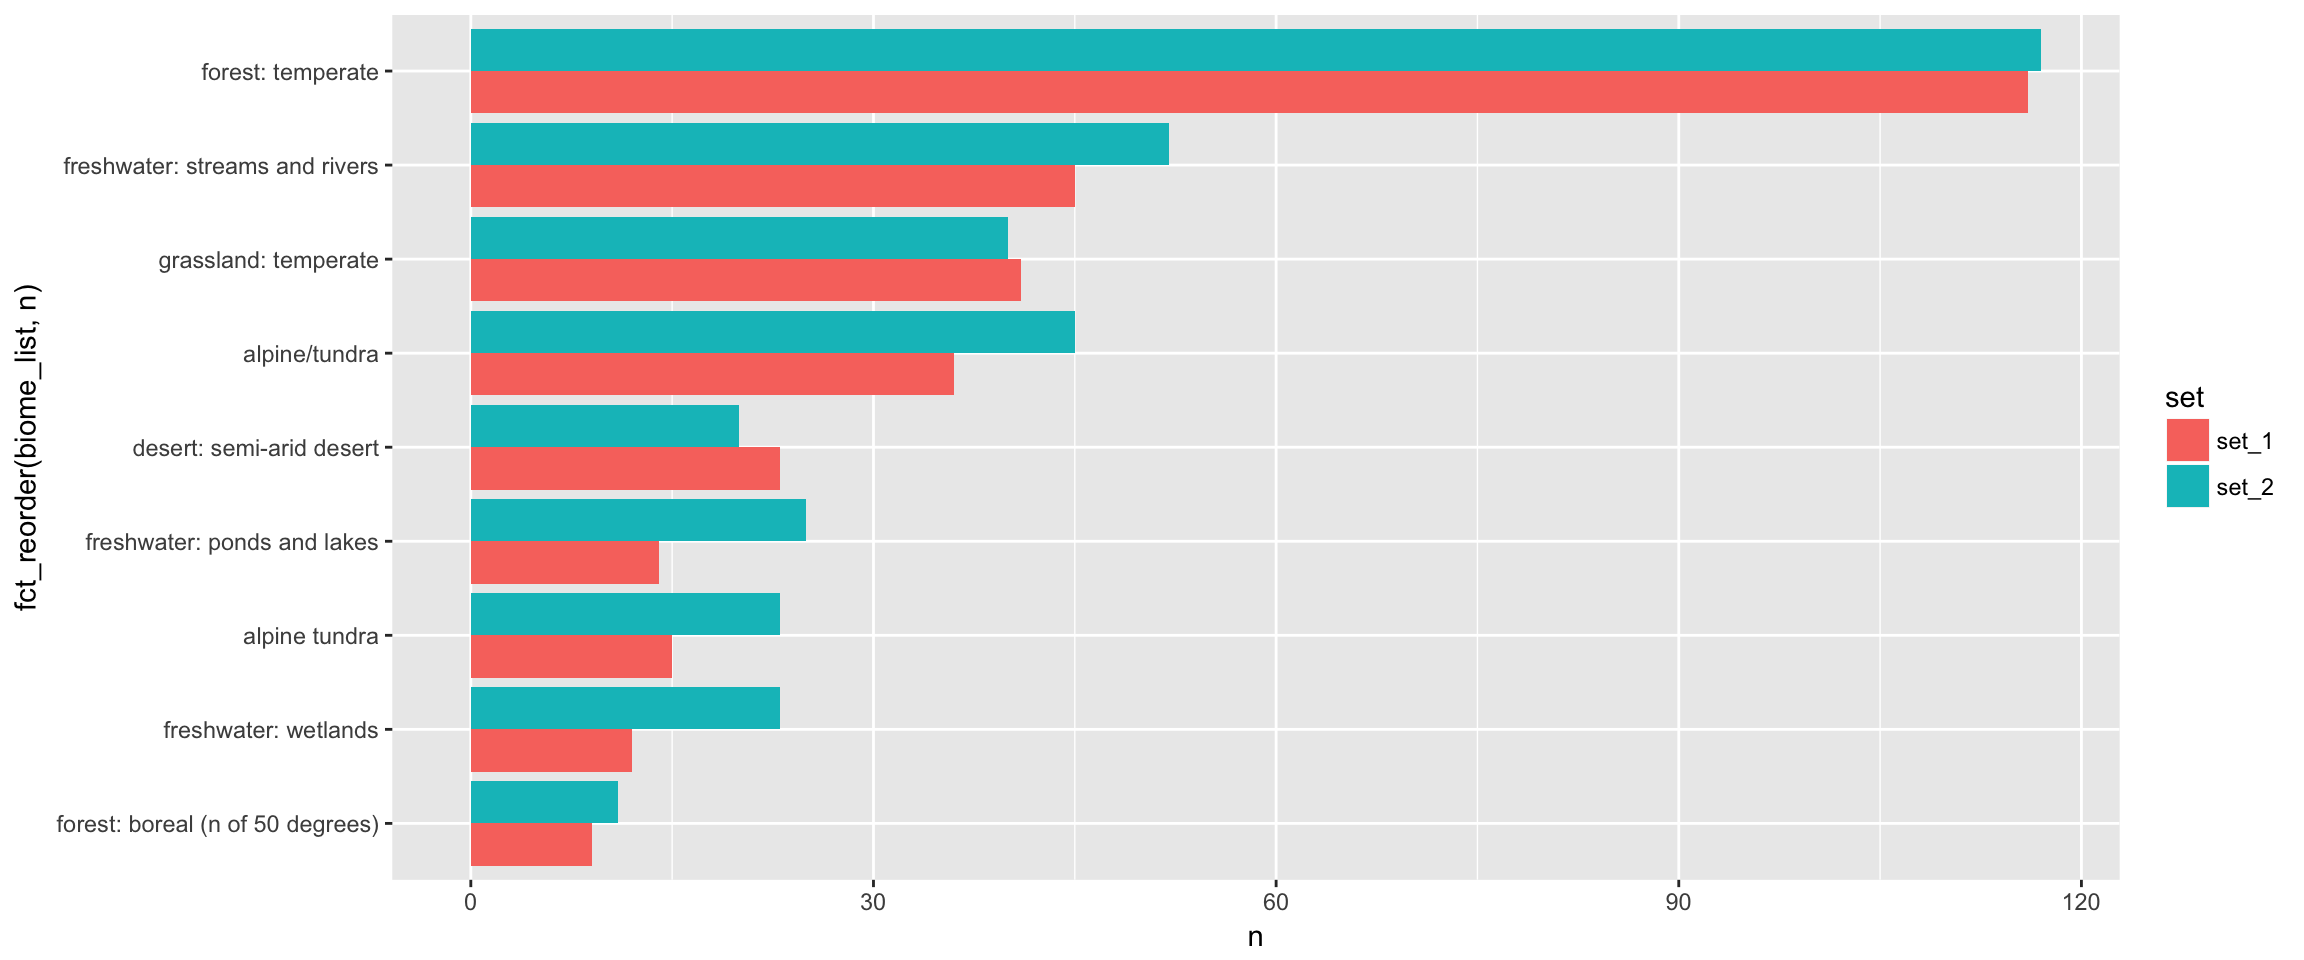 forest: temperate
freshwater: streams and rivers
grassland: temperate
alpine/tundra
desert: semi-arid desert
freshwater: ponds and lakes
alpine tundra
freshwater: wetlands
forest: boreal (n of 50 degrees)
fct_reorder(biome_list, n)
0 30 60 90 120
n
set
set_1
set_2